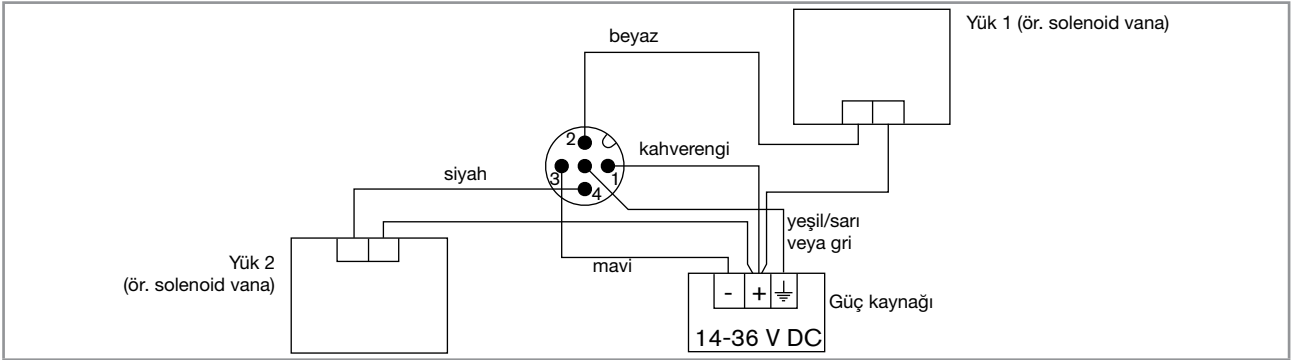 Yük 1 (ör. solenoid vana)
beyaz
2
kahverengi
siyah
3
1
4
yeşil/sarı
veya gri
Yük 2
(ör. solenoid vana)
mavi
- +
Güç kaynağı
14-36 V DC